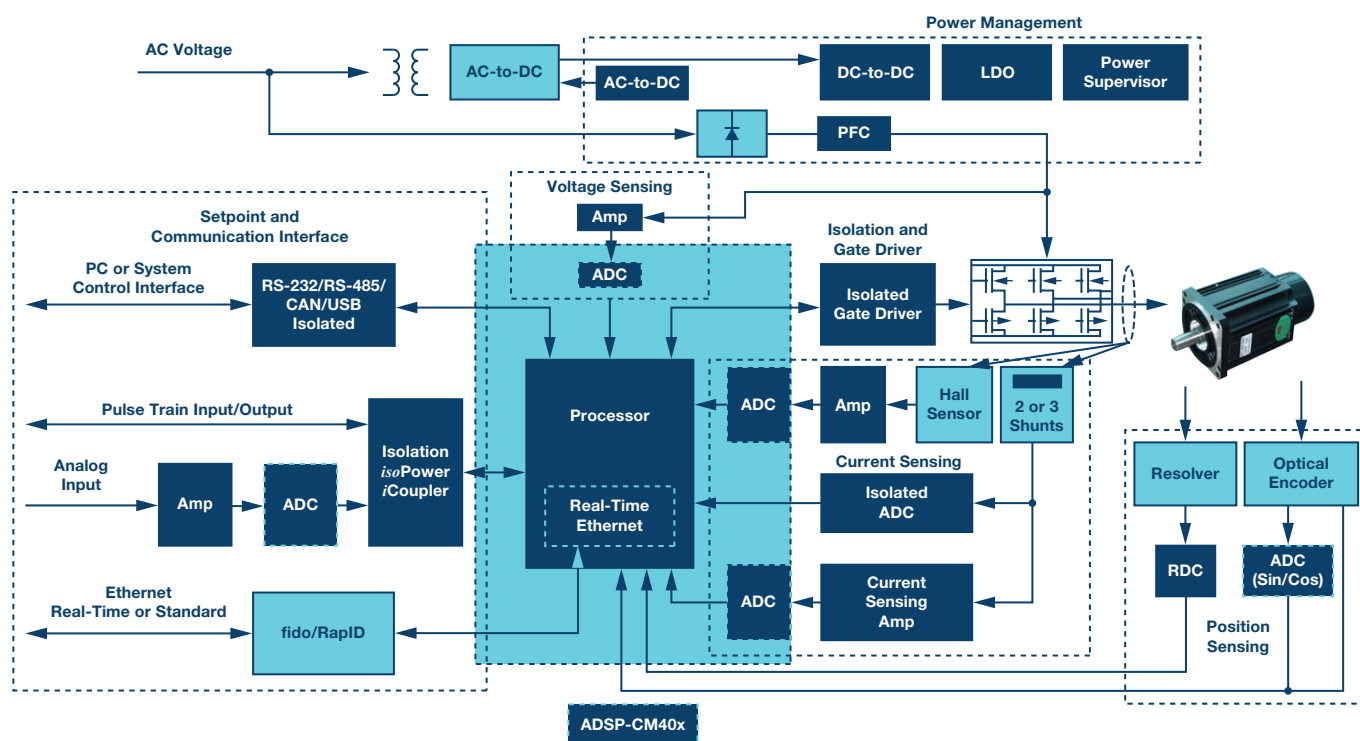 Power Management
AC Voltage
AC-to-DC
AC-to-DC
DC-to-DC
LDO
Power
Supervisor
PFC
Voltage Sensing
Amp
ADC
Setpoint and
Communication Interface
PC or System
Control Interface
RS-232/RS-485/
CAN/USB
Isolated
Isolation and
Gate Driver
Isolated
Gate Driver
Pulse Train Input/Output
Analog
Input
Amp
ADC
Isolation
isoPower
iCoupler
Processor
Real-Time
Ethernet
ADC
Amp
Hall
Sensor
2 or 3
Shunts
Current Sensing
Isolated
ADC
ADC
Current
Sensing
Amp
Resolver
Optical
Encoder
RDC
ADC
(Sin/Cos)
Position
Sensing
Ethernet
Real-Time or Standard
fido/RapID
ADSP-CM40x